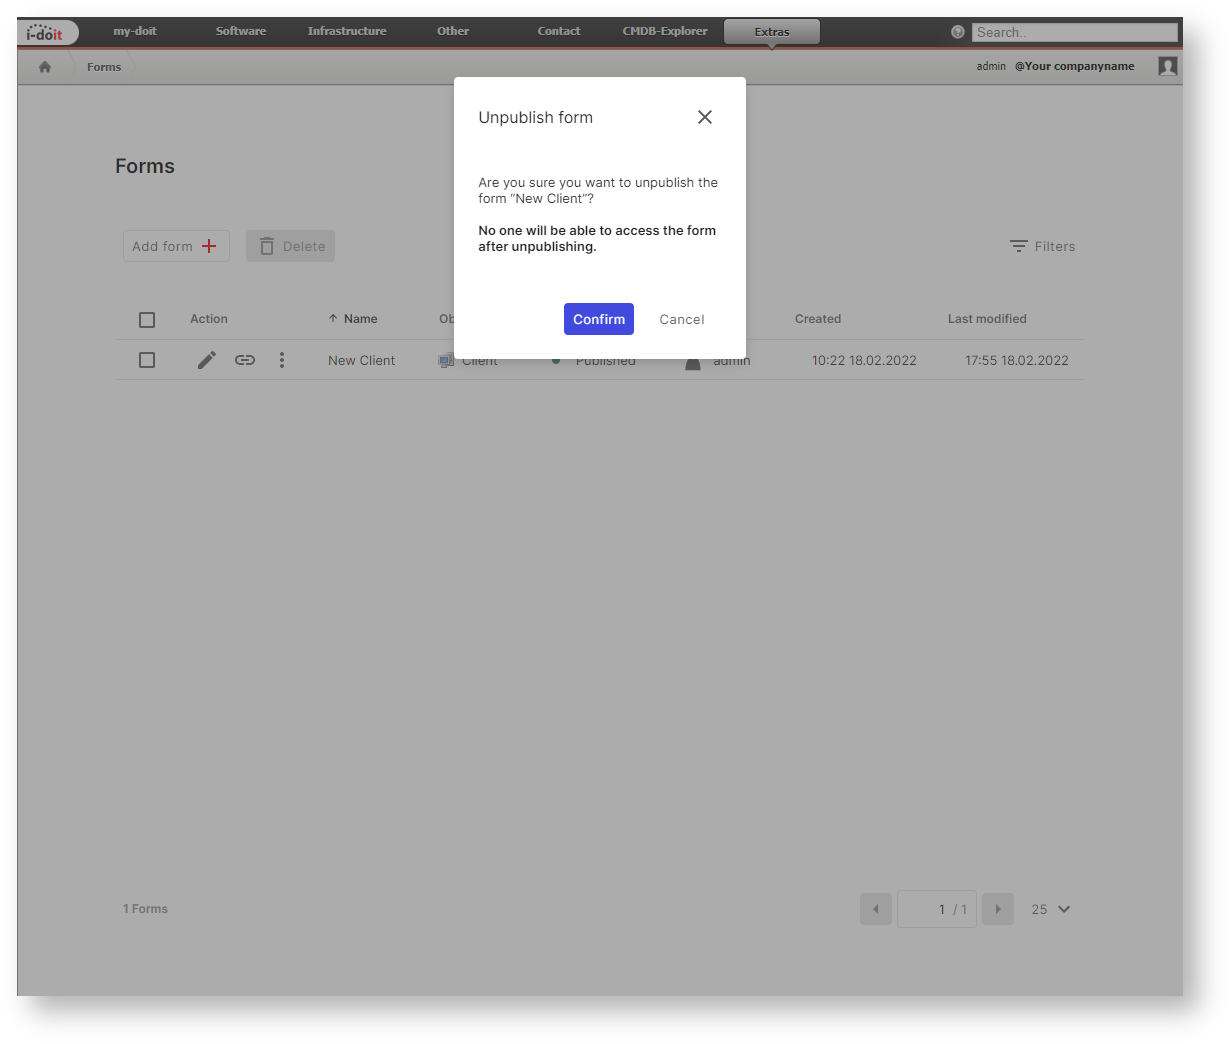 i-doit my-doit Software Infrastructure Other Contact CMDB-Explorer Extras Search..
Forms admin @Your companyname
Unpublish form
Forms
Are you sure you want to unpublish the
form “New Client”?
No one will be able to access the form
after unpublishing.
Add form Delete Filters
Confirm Cancel
Action Name Ob Created Last modified
New Client Client Published admin 10:22 18.02.2022 17:55 18.02.2022
1 Forms 1 / 1 25